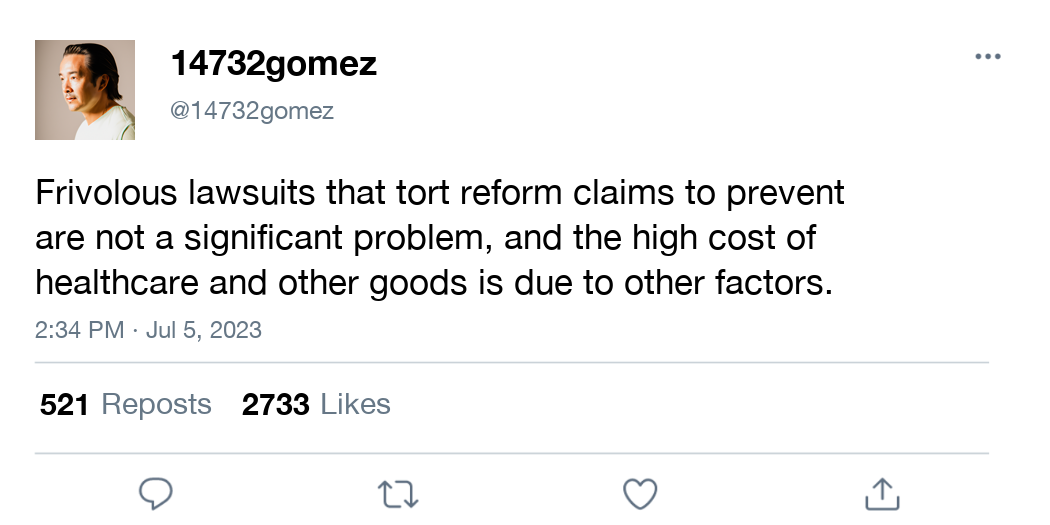 14732gomez
@14732gomez
Frivolous lawsuits that tort reform claims to prevent
are not a significant problem, and the high cost of
healthcare and other goods is due to other factors.
2:34 PM · Jul 5, 2023
521 Reposts 2733 Likes